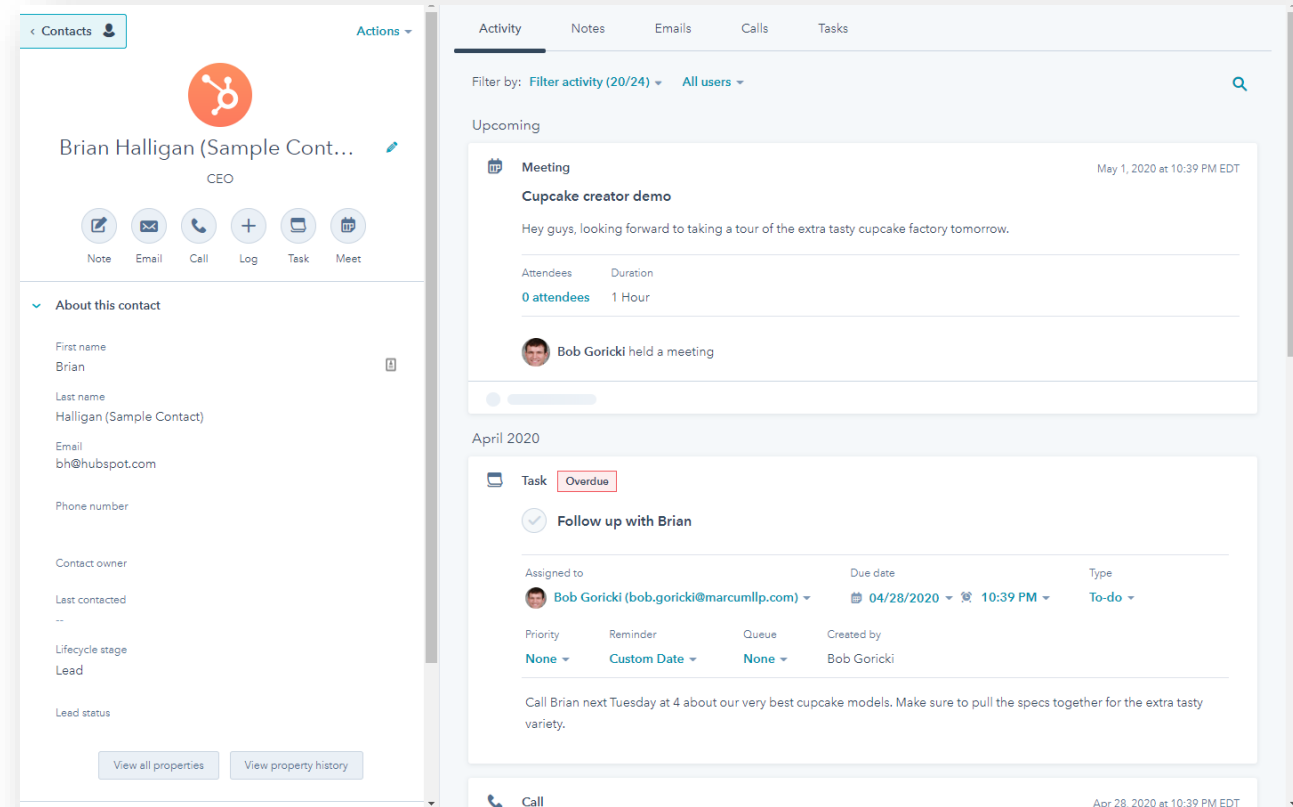 Contacts
Actions
Brian Halligan (Sample Cont...
CEO
Note Email Call Log Task Meet
About this contact
First name
Brian
Last name
Halligan (Sample Contact)
Email
bh@hubspot.com
Phone number
Contact owner
Last contacted
--
Lifecycle stage
Lead
Lead status
View all properties View property history
Activity Notes Emails Calls Tasks
Filter by: Filter activity (20/24) All users
Upcoming
Meeting May 1, 2020 at 10:39 PM EDT
Cupcake creator demo
Hey guys, looking forward to taking a tour of the extra tasty cupcake factory tomorrow.
Attendees Duration
0 attendees 1 Hour
Bob Goricki held a meeting
April 2020
Task Overdue
Follow up with Brian
Assigned to Due date Type
Bob Goricki (bob.goricki@marcumllp.com) 04/28/2020 10:39 PM To-do
Priority Reminder Queue Created by
None Custom Date None Bob Goricki
Call Brian next Tuesday at 4 about our very best cupcake models. Make sure to pull the specs together for the extra tasty
variety.
Call Apr 28, 2020 at 10:39 PM EDT